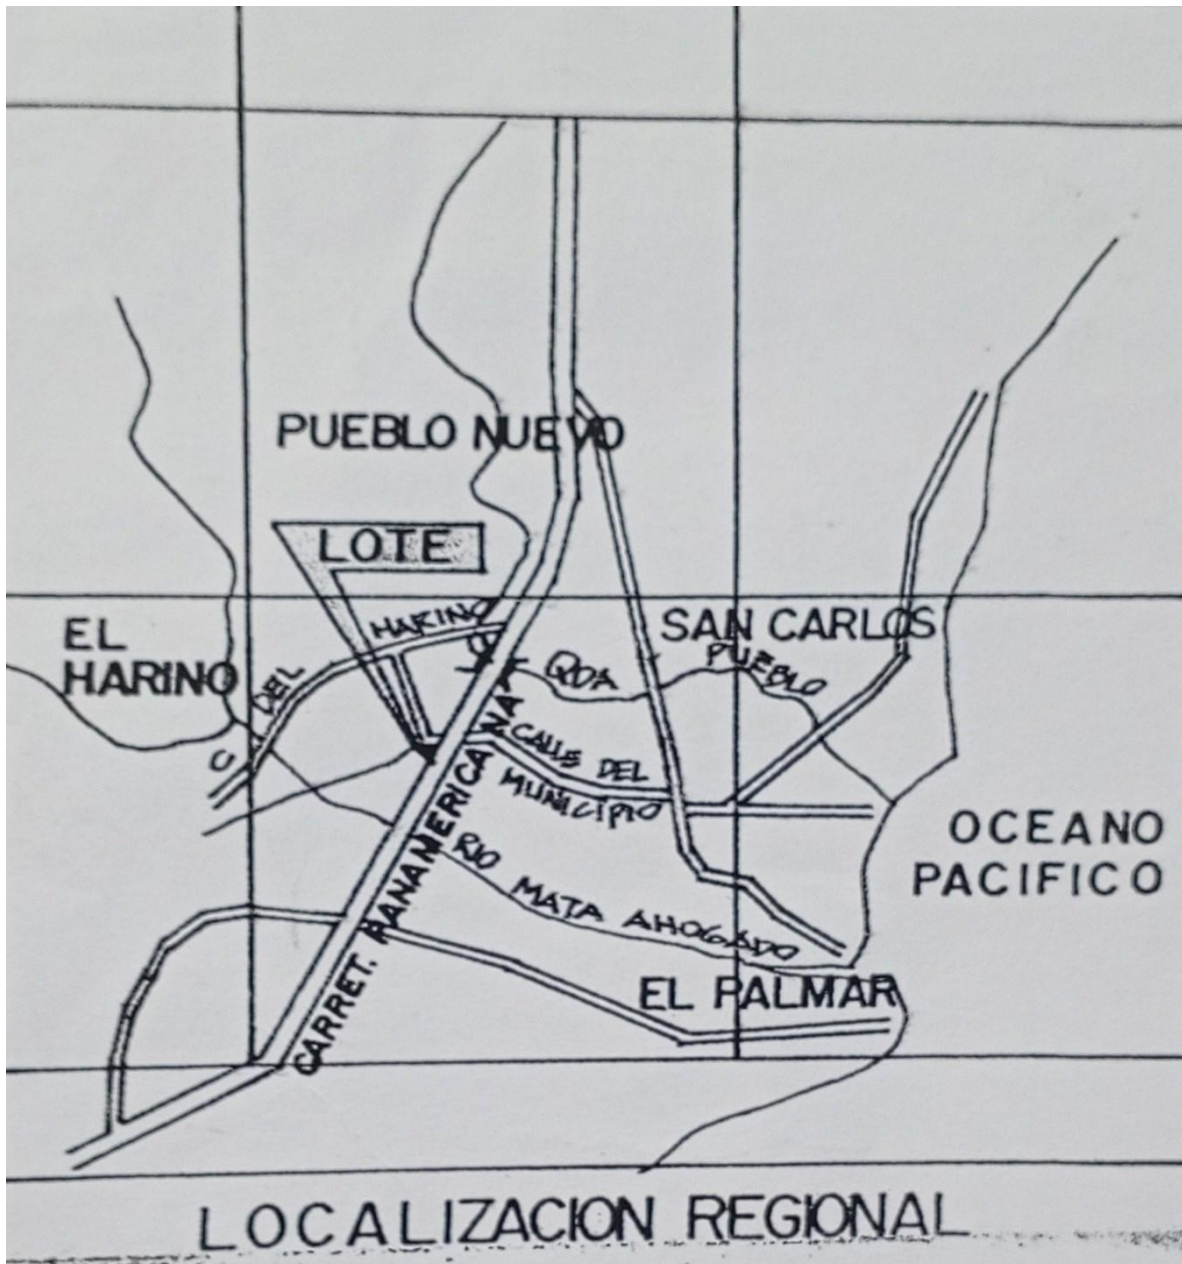 PUEBLO NUEVO
LOTE
EL
HARINO
C DEL HARINO
SAN CARLOS
QDA PUEBLO
CALLE DEL
MUNICIPIO
OCEANO
PACIFICO
CARRET. PANAMERICANA
RIO MATA AHOGADO
EL PALMAR
LOCALIZACION REGIONAL